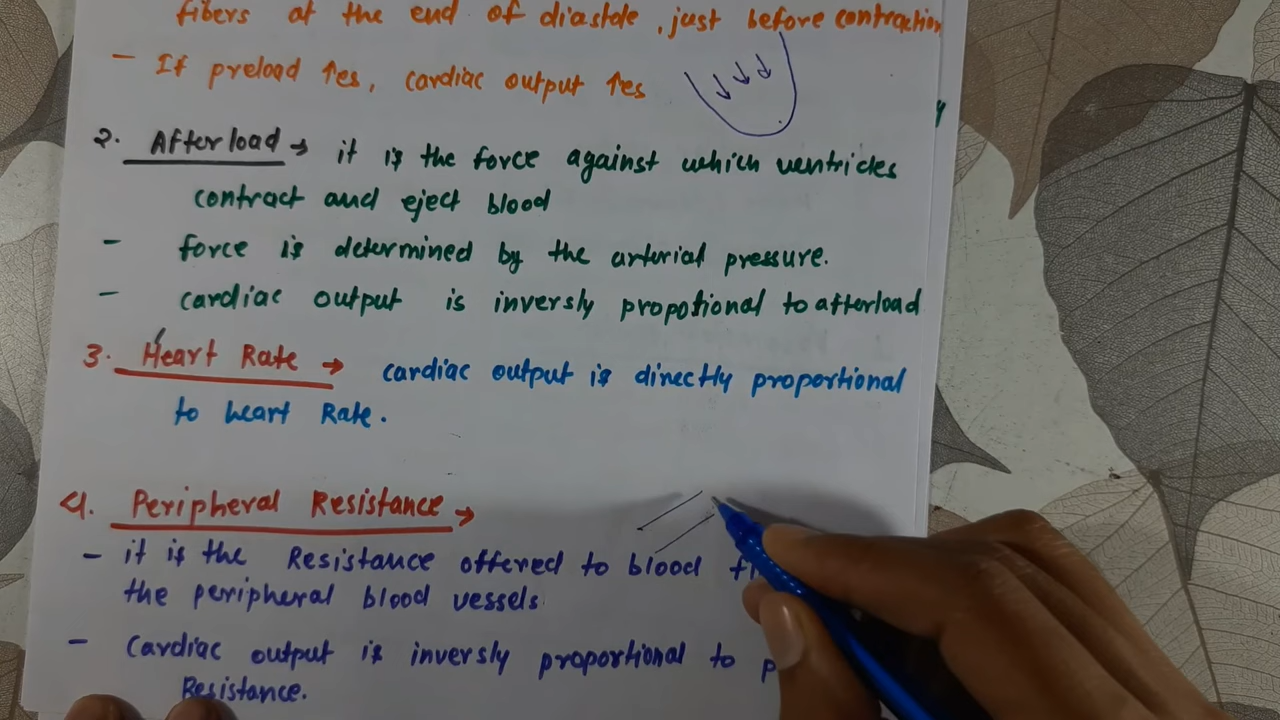 fibers at the end of diastole, just before contraction
- If preload ↑es, cardiac output ↑es
2. Afterload → it is the force against which ventricles
contract and eject blood
- force is determined by the arterial pressure.
- cardiac output is inversly propotional to afterload
3. Heart Rate → cardiac output is directly proportional
to heart Rate.
4. Peripheral Resistance →
- it is the Resistance offered to blood
the peripheral blood vessels.
- Cardiac output is inversly proportional to
Resistance.